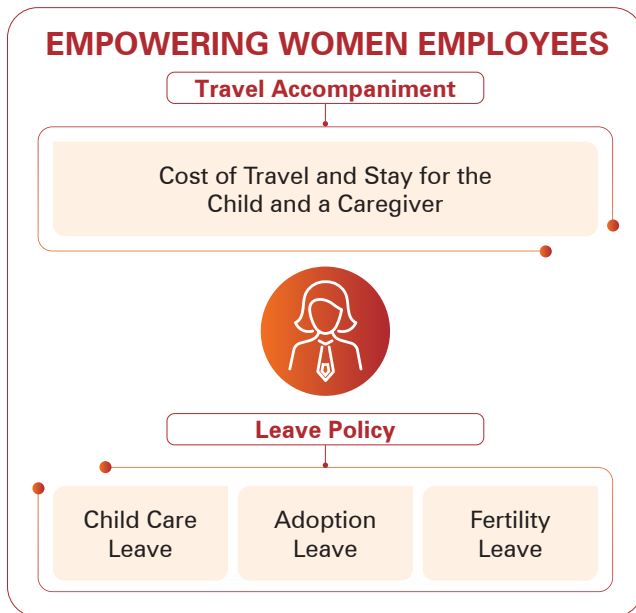 EMPOWERING WOMEN EMPLOYEES
Travel Accompaniment
Cost of Travel and Stay for the
Child and a Caregiver
Leave Policy
Child Care
Leave
Adoption
Leave
Fertility
Leave